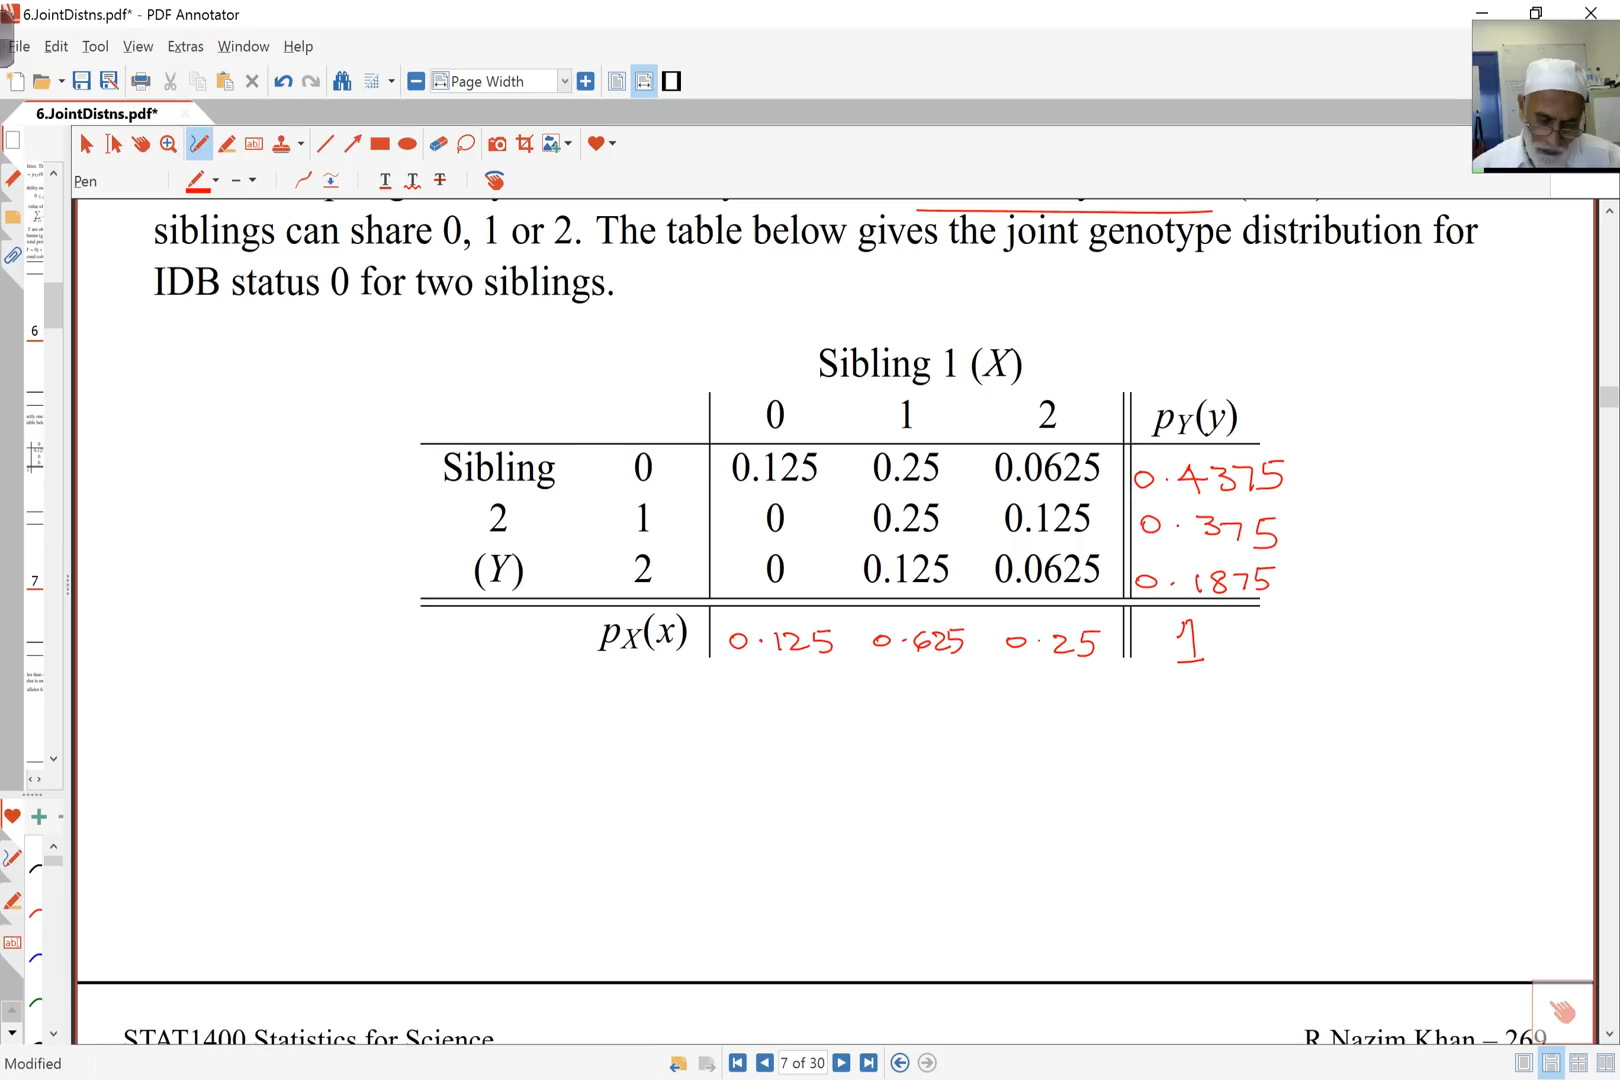 6.JointDistns.pdf* - PDF Annotator
File Edit Tool View Extras Window Help
Page Width
6.JointDistns.pdf*
Pen
siblings can share 0, 1 or 2. The table below gives the joint genotype distribution for
IDB status 0 for two siblings.
Sibling 1 (X)
0 1 2 pY(y)
Sibling 0 0.125 0.25 0.0625 0.4375
2 1 0 0.25 0.125 0.375
(Y) 2 0 0.125 0.0625 0.1875
pX(x) 0.125 0.625 0.25 1
6
7
STAT1400 Statistics for Science R Nazim Khan – 269
Modified 7 of 30